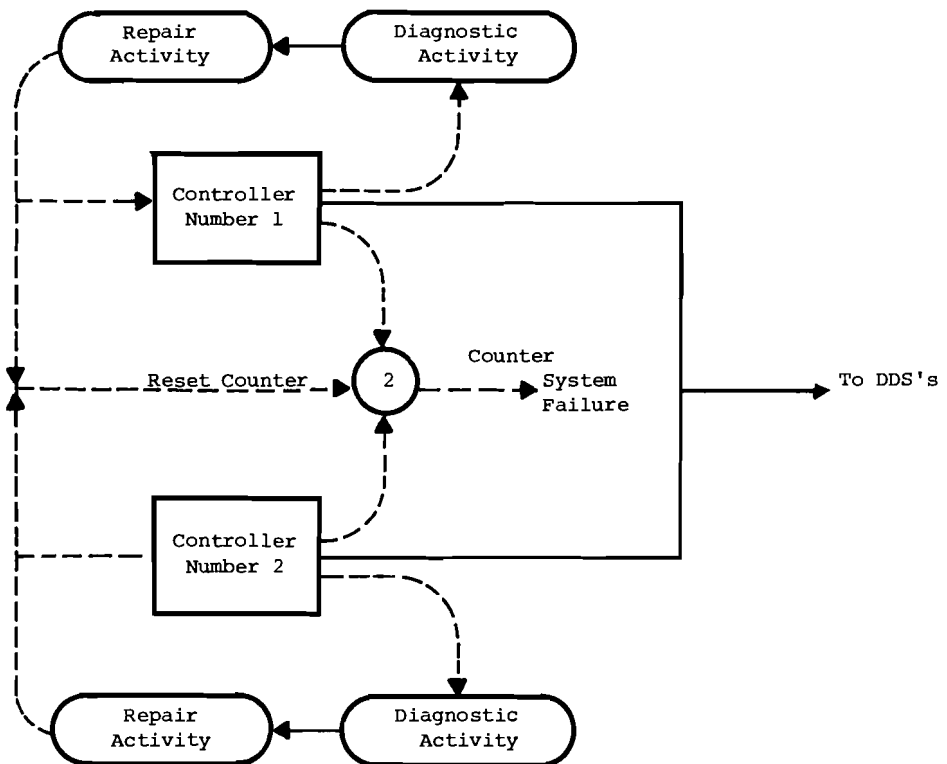 Repair
Activity
Diagnostic
Activity
Controller
Number 1
Reset Counter
2
Counter
System
Failure
To DDS's
Controller
Number 2
Repair
Activity
Diagnostic
Activity